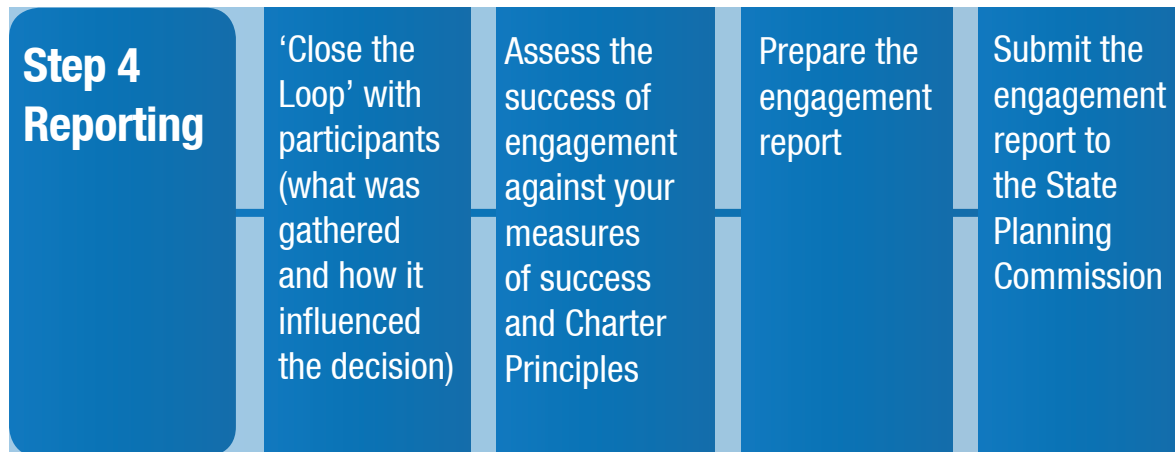 Step 4
Reporting
‘Close the
Loop’ with
participants
(what was
gathered
and how it
influenced
the decision)
Assess the
success of
engagement
against your
measures
of success
and Charter
Principles
Prepare the
engagement
report
Submit the
engagement
report to
the State
Planning
Commission